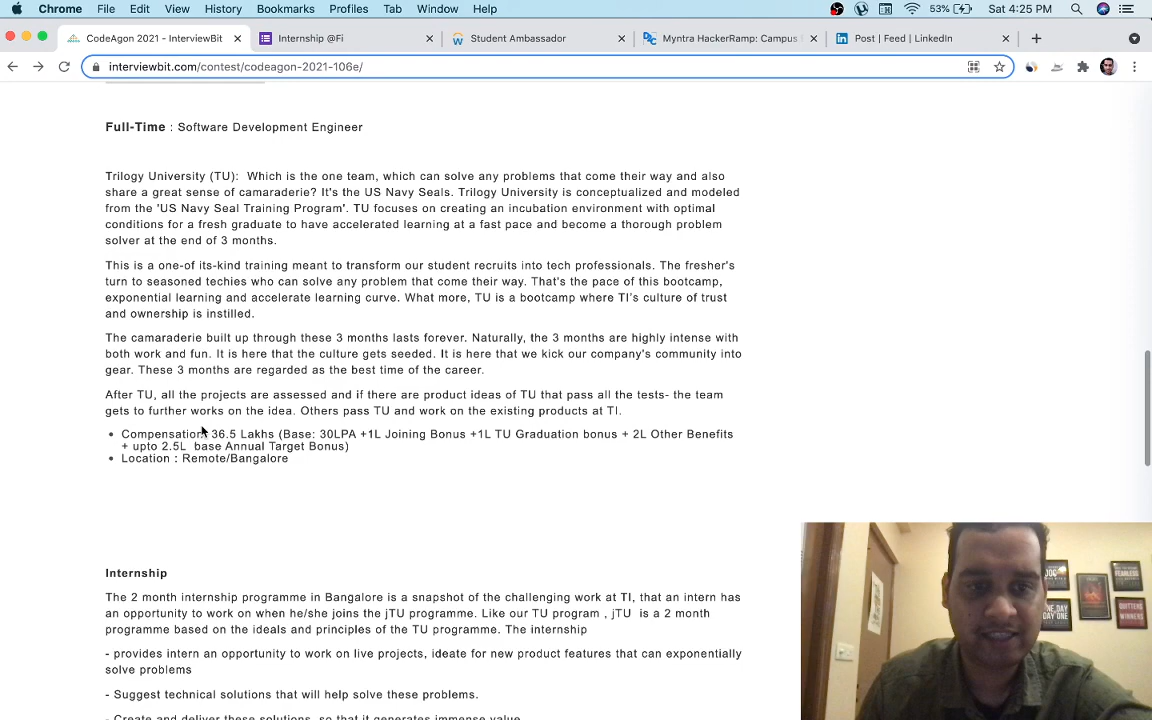 Chrome File Edit View History Bookmarks Profiles Tab Window Help 53% Sat 4:25 PM
CodeAgon 2021 - InterviewBit Internship @Fi Student Ambassador Myntra HackerRamp: Campus Post | Feed | LinkedIn
interviewbit.com/contest/codeagon-2021-106e/
Full-Time : Software Development Engineer
Trilogy University (TU): Which is the one team, which can solve any problems that come their way and also
share a great sense of camaraderie? It's the US Navy Seals. Trilogy University is conceptualized and modeled
from the 'US Navy Seal Training Program'. TU focuses on creating an incubation environment with optimal
conditions for a fresh graduate to have accelerated learning at a fast pace and become a thorough problem
solver at the end of 3 months.
This is a one-of its-kind training meant to transform our student recruits into tech professionals. The fresher's
turn to seasoned techies who can solve any problem that come their way. That's the pace of this bootcamp,
exponential learning and accelerate learning curve. What more, TU is a bootcamp where TI's culture of trust
and ownership is instilled.
The camaraderie built up through these 3 months lasts forever. Naturally, the 3 months are highly intense with
both work and fun. It is here that the culture gets seeded. It is here that we kick our company's community into
gear. These 3 months are regarded as the best time of the career.
After TU, all the projects are assessed and if there are product ideas of TU that pass all the tests- the team
gets to further works on the idea. Others pass TU and work on the existing products at TI.
• Compensation: 36.5 Lakhs (Base: 30LPA +1L Joining Bonus +1L TU Graduation bonus + 2L Other Benefits
+ upto 2.5L base Annual Target Bonus)
• Location : Remote/Bangalore
Internship
The 2 month internship programme in Bangalore is a snapshot of the challenging work at TI, that an intern has
an opportunity to work on when he/she joins the jTU programme. Like our TU program , jTU is a 2 month
programme based on the ideals and principles of the TU programme. The internship
- provides intern an opportunity to work on live projects, ideate for new product features that can exponentially
solve problems
- Suggest technical solutions that will help solve these problems.
- Create and deliver these solutions, so that it generates immense value
FEARLESS
ONE DAY
DAY ONE
QUITTERS
WINNERS